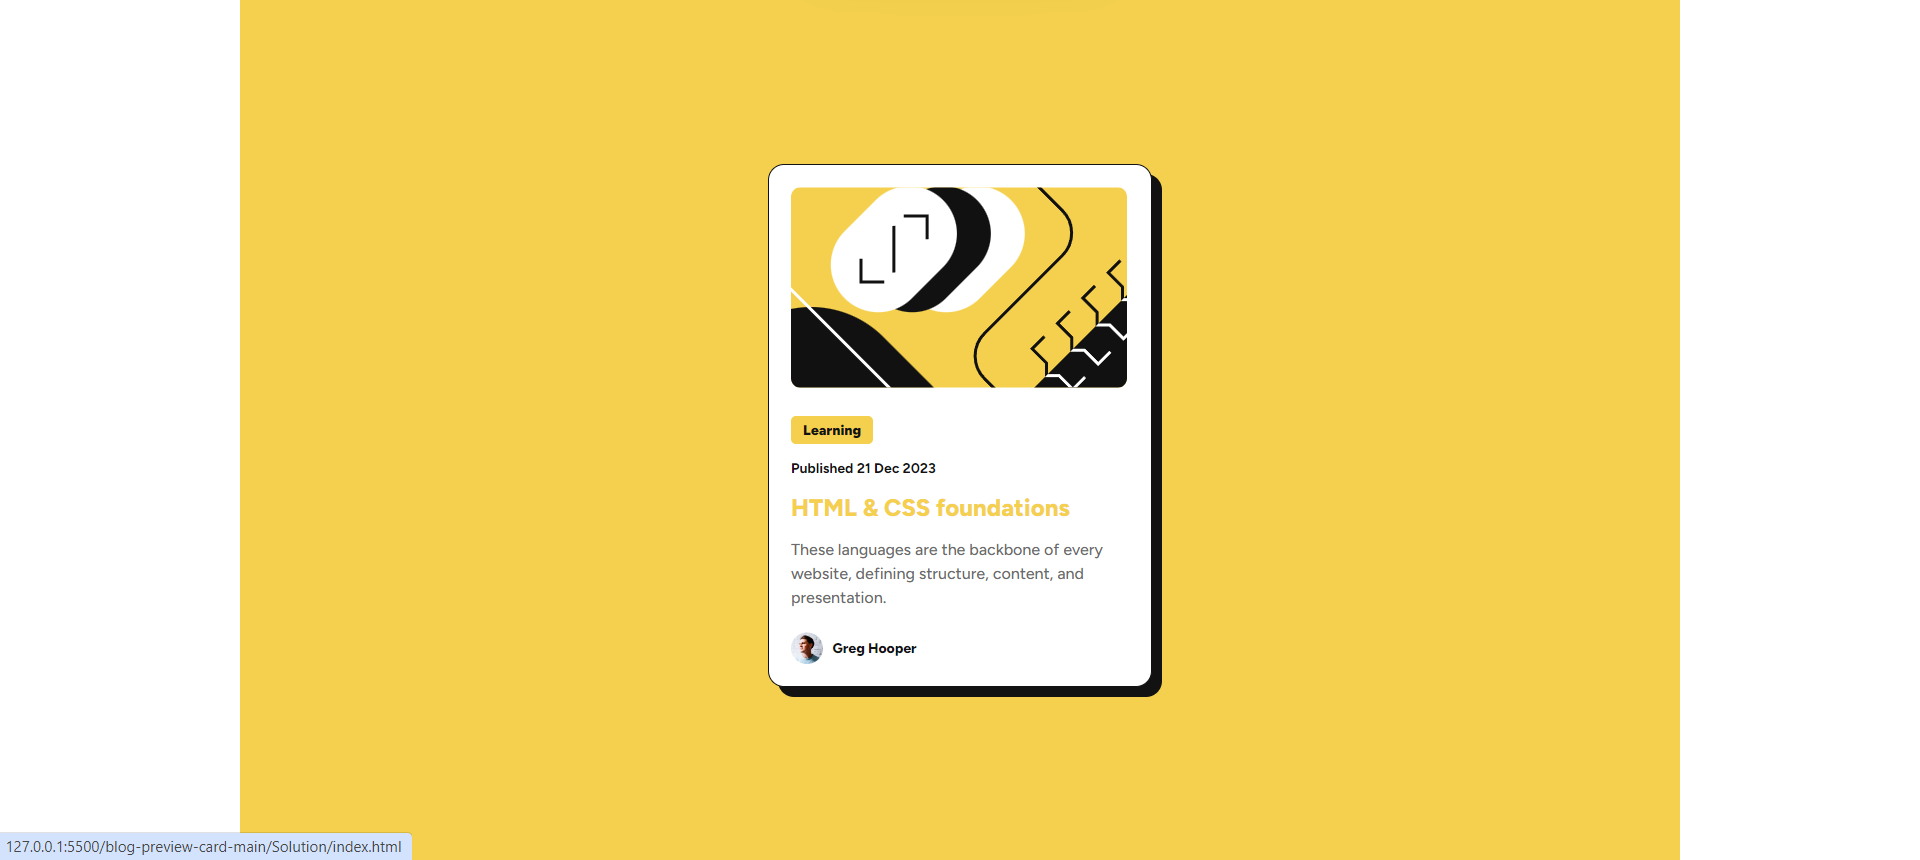 Learning
Published 21 Dec 2023
HTML & CSS foundations
These languages are the backbone of every
website, defining structure, content, and
presentation.
Greg Hooper
127.0.0.1:5500/blog-preview-card-main/Solution/index.html